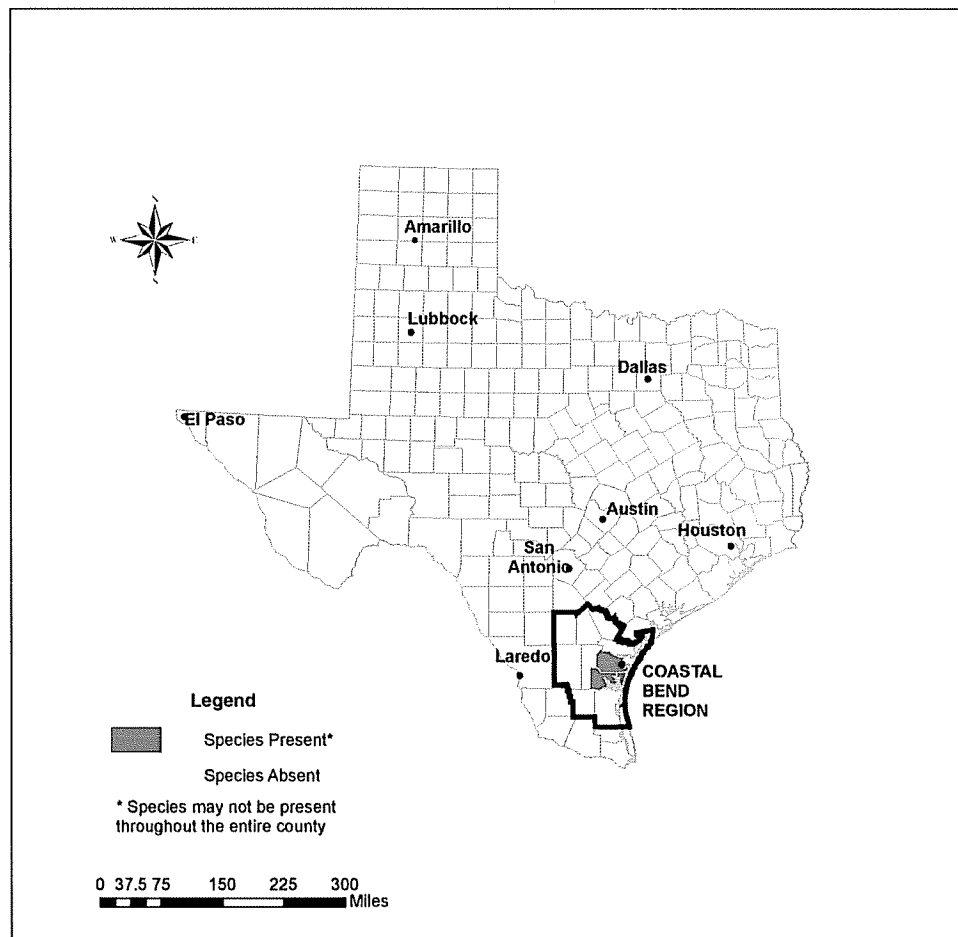 Amarillo
Lubbock
Dallas
El Paso
Austin
Houston
San
Antonio
Laredo
COASTAL
BEND
REGION
W
E
Legend
Species Present*
Species Absent
* Species may not be present
throughout the entire county
0 37.5 75 150 225 300
Miles